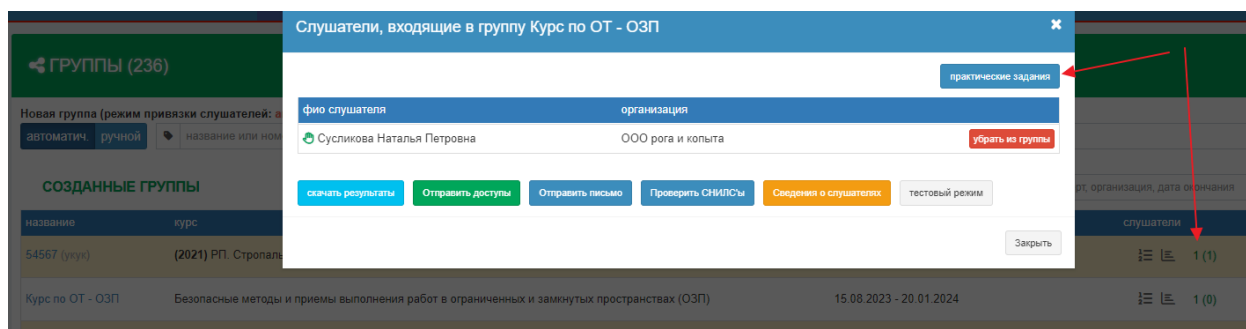 Слушатели, входящие в группу Курс по ОТ - ОЗП
ГРУППЫ (236)
практические задания
Новая группа (режим привязки слушателей: а
автоматич. ручной название или ном
фио слушателя организация
Сусликова Наталья Петровна ООО рога и копыта убрать из группы
СОЗДАННЫЕ ГРУППЫ
скачать результаты Отправить доступы Отправить письмо Проверить СНИЛС'ы Сведения о слушателях тестовый режим
рт, организация, дата окончания
название курс слушатели
Закрыть
54567 (укук) (2021) РП. Стропаль 1 (1)
Курс по ОТ - ОЗП Безопасные методы и приемы выполнения работ в ограниченных и замкнутых пространствах (ОЗП) 15.08.2023 - 20.01.2024 1 (0)